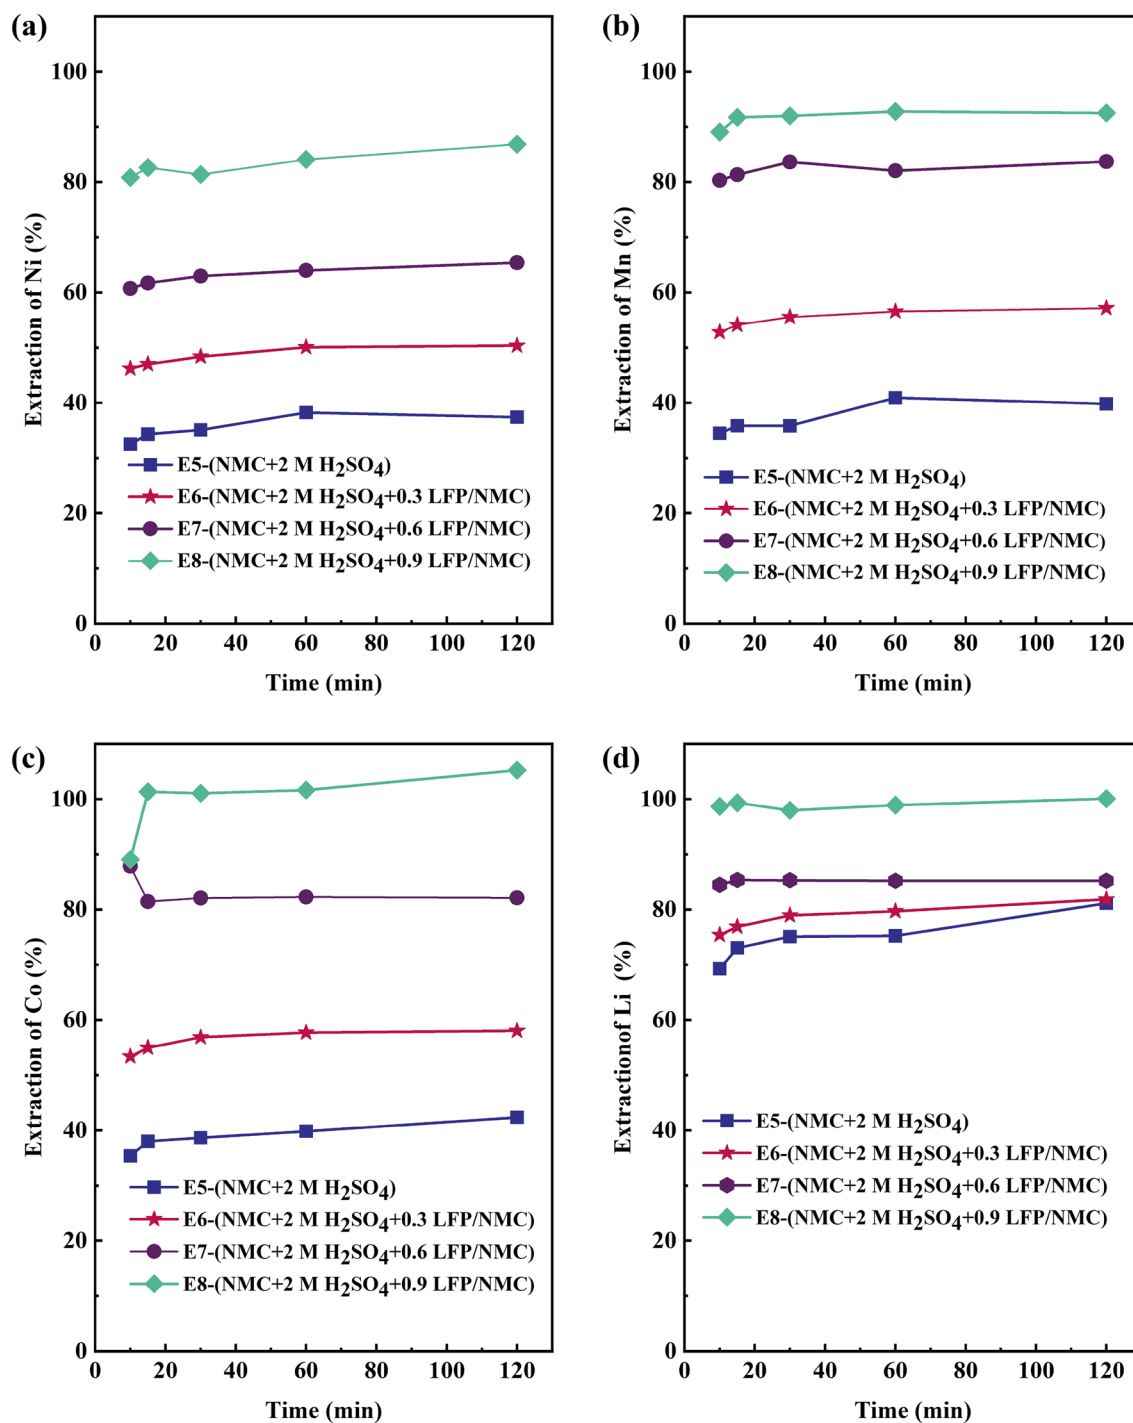 (a)
Extraction of Ni (%)
100
80
60
40
20
0
E5-(NMC+2 M H₂SO₄)
E6-(NMC+2 M H₂SO₄+0.3 LFP/NMC)
E7-(NMC+2 M H₂SO₄+0.6 LFP/NMC)
E8-(NMC+2 M H₂SO₄+0.9 LFP/NMC)
0 20 40 60 80 100 120
Time (min)
(b)
Extraction of Mn (%)
100
80
60
40
20
0
E5-(NMC+2 M H₂SO₄)
E6-(NMC+2 M H₂SO₄+0.3 LFP/NMC)
E7-(NMC+2 M H₂SO₄+0.6 LFP/NMC)
E8-(NMC+2 M H₂SO₄+0.9 LFP/NMC)
0 20 40 60 80 100 120
Time (min)
(c)
Extraction of Co (%)
100
80
60
40
20
0
E5-(NMC+2 M H₂SO₄)
E6-(NMC+2 M H₂SO₄+0.3 LFP/NMC)
E7-(NMC+2 M H₂SO₄+0.6 LFP/NMC)
E8-(NMC+2 M H₂SO₄+0.9 LFP/NMC)
0 20 40 60 80 100 120
Time (min)
(d)
Extractionof Li (%)
100
80
60
40
20
0
E5-(NMC+2 M H₂SO₄)
E6-(NMC+2 M H₂SO₄+0.3 LFP/NMC)
E7-(NMC+2 M H₂SO₄+0.6 LFP/NMC)
E8-(NMC+2 M H₂SO₄+0.9 LFP/NMC)
0 20 40 60 80 100 120
Time (min)